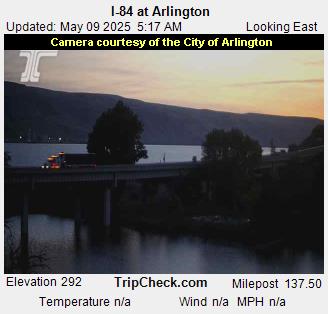 I-84 at Arlington
Updated: May 09 2025 5:17 AM Looking East
Camera courtesy of the City of Arlington
Elevation 292 TripCheck.com Milepost 137.50
Temperature n/a Wind n/a MPH n/a